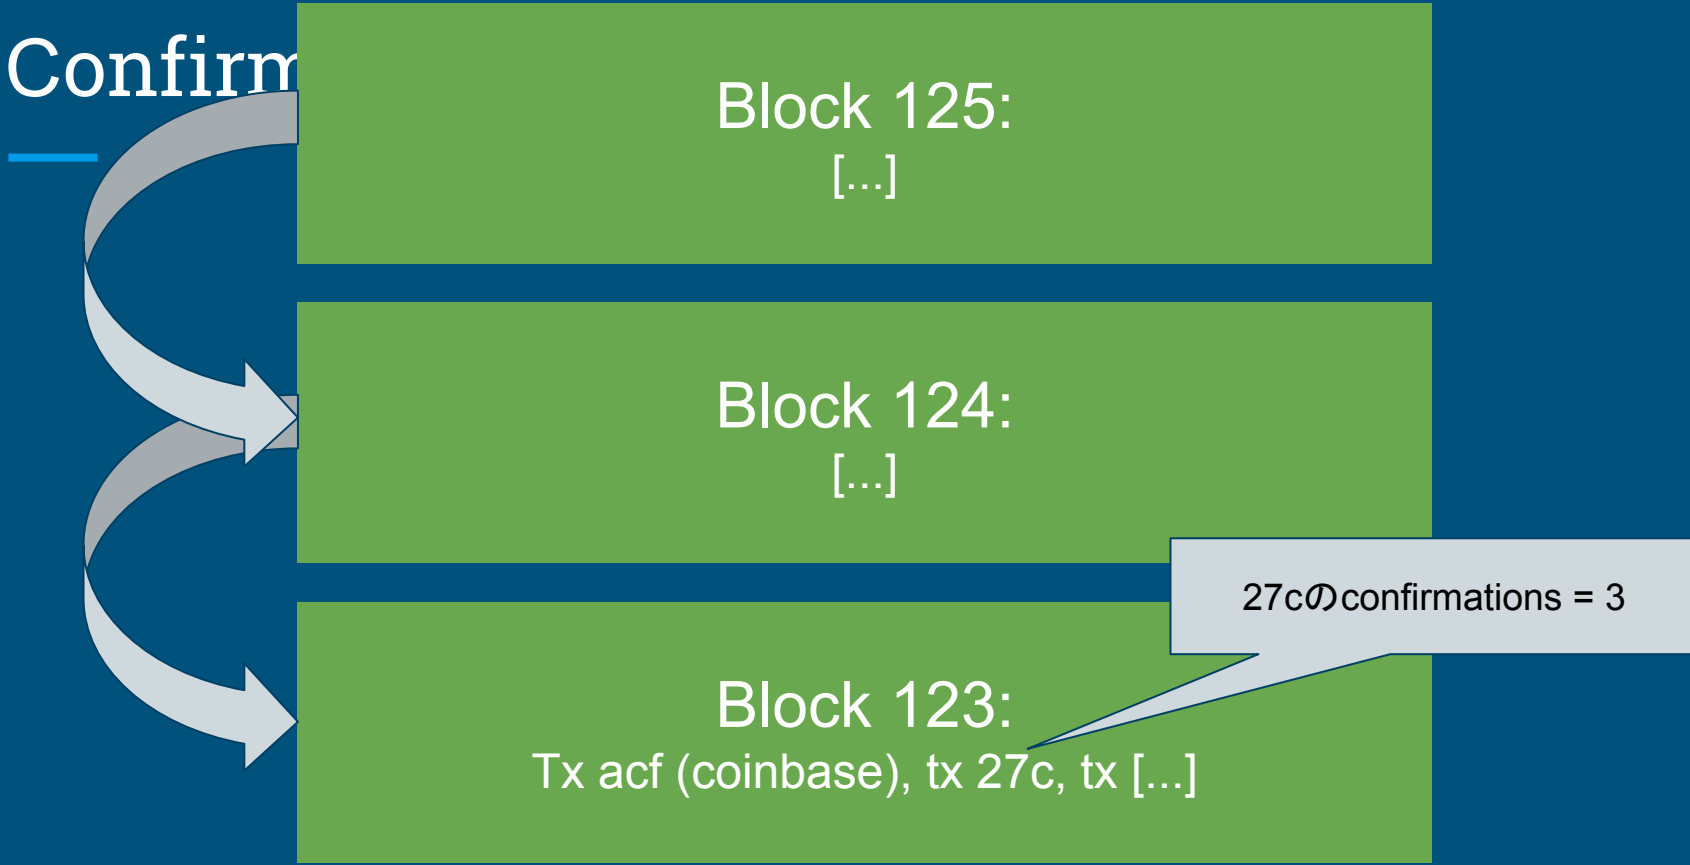 Confirm
Block 125:
[...]
Block 124:
[...]
27cのconfirmations = 3
Block 123:
Tx acf (coinbase), tx 27c, tx [...]